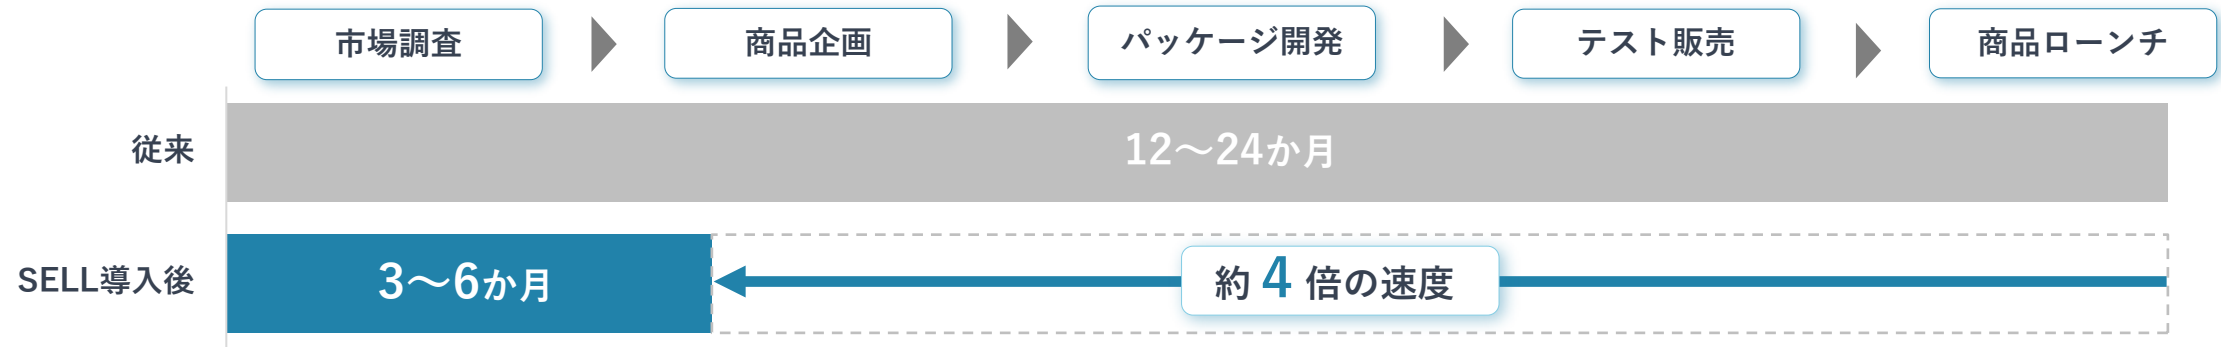 市場調査
商品企画
パッケージ開発
テスト販売
商品ローンチ
従来
12〜24か月
SELL導入後
3〜6か月
約 4 倍の速度